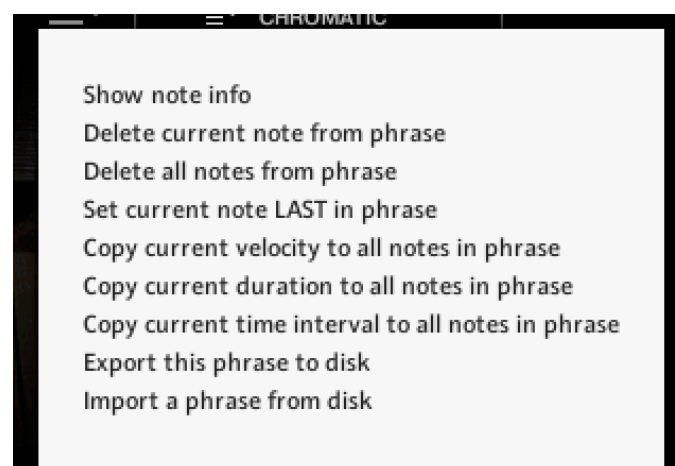 CHROMATIC
Show note info
Delete current note from phrase
Delete all notes from phrase
Set current note LAST in phrase
Copy current velocity to all notes in phrase
Copy current duration to all notes in phrase
Copy current time interval to all notes in phrase
Export this phrase to disk
Import a phrase from disk